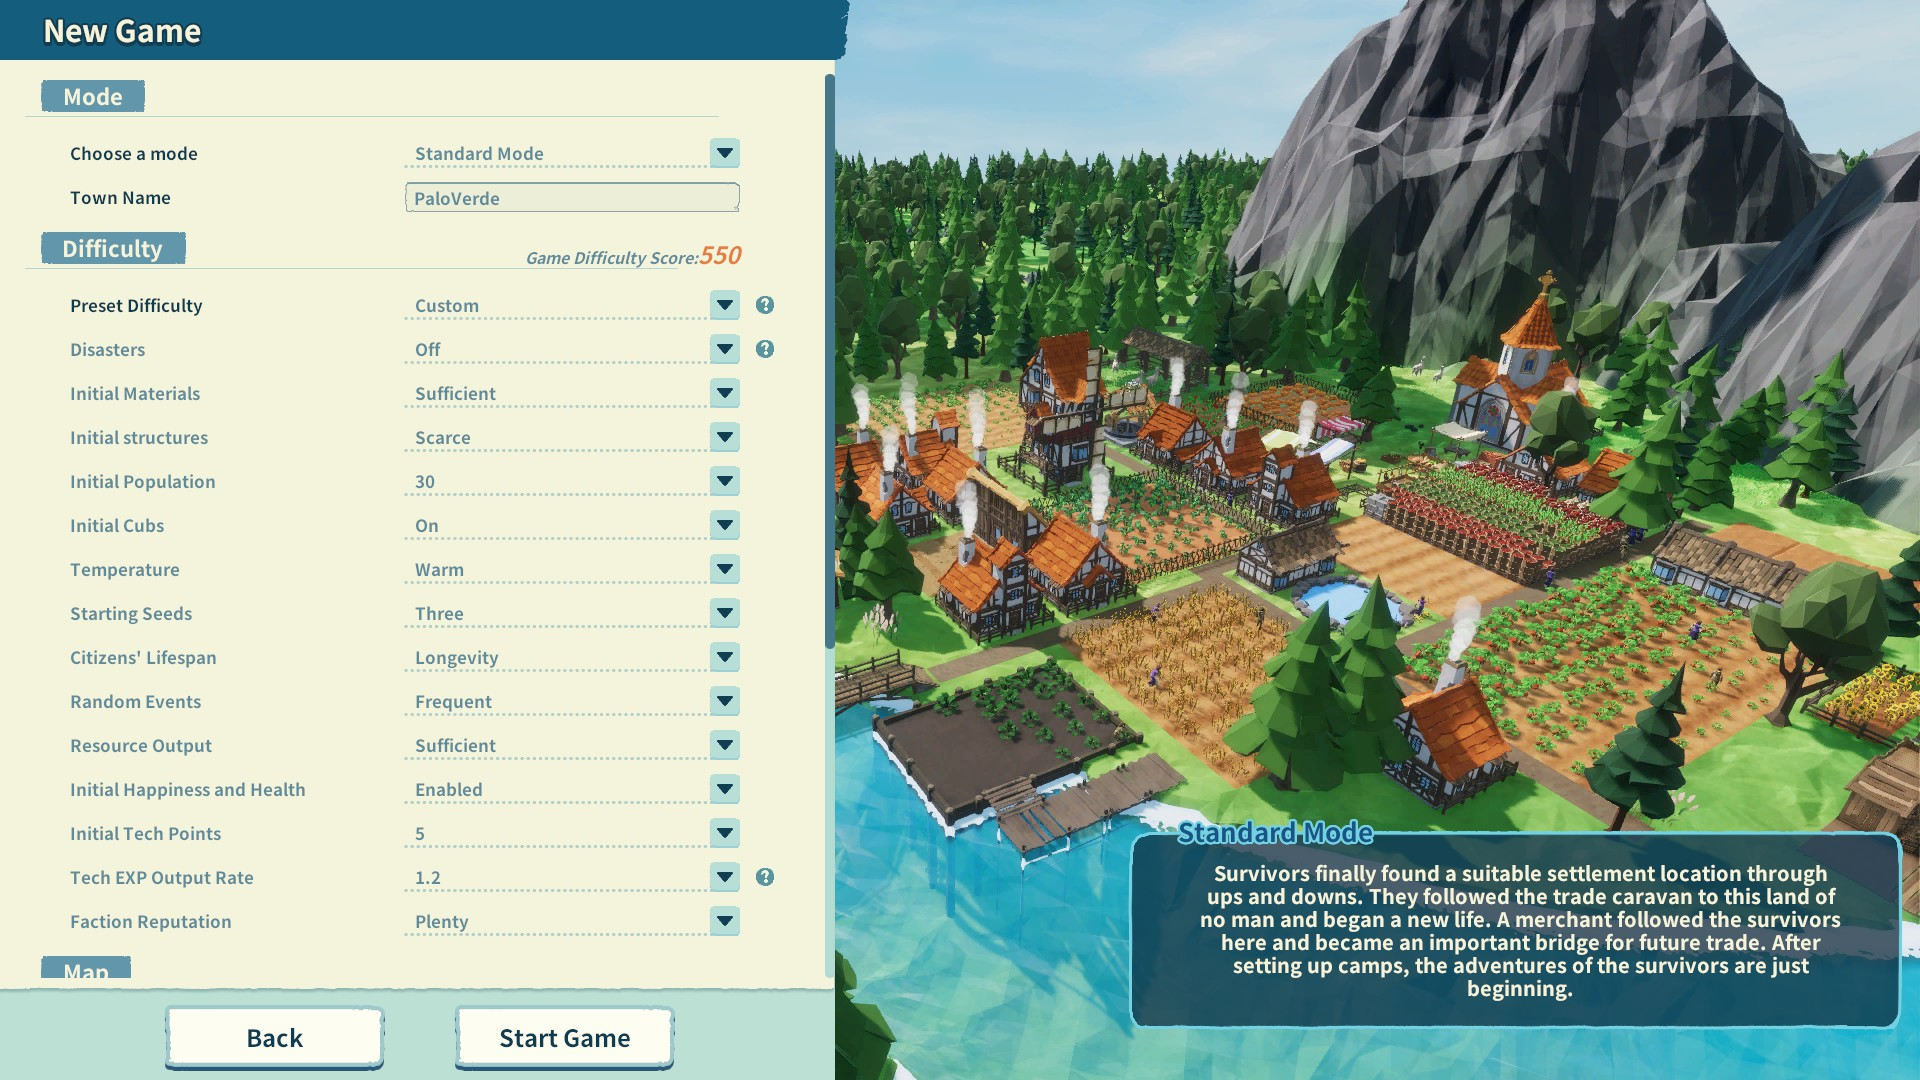 New Game
Mode
Choose a mode Standard Mode
Town Name PaloVerde
Difficulty Game Difficulty Score:550
Preset Difficulty Custom ?
Disasters Off ?
Initial Materials Sufficient
Initial structures Scarce
Initial Population 30
Initial Cubs On
Temperature Warm
Starting Seeds Three
Citizens' Lifespan Longevity
Random Events Frequent
Resource Output Sufficient
Initial Happiness and Health Enabled
Initial Tech Points 5
Tech EXP Output Rate 1.2 ?
Faction Reputation Plenty
Map
Back Start Game
Standard Mode
Survivors finally found a suitable settlement location through
ups and downs. They followed the trade caravan to this land of
no man and began a new life. A merchant followed the survivors
here and became an important bridge for future trade. After
setting up camps, the adventures of the survivors are just
beginning.